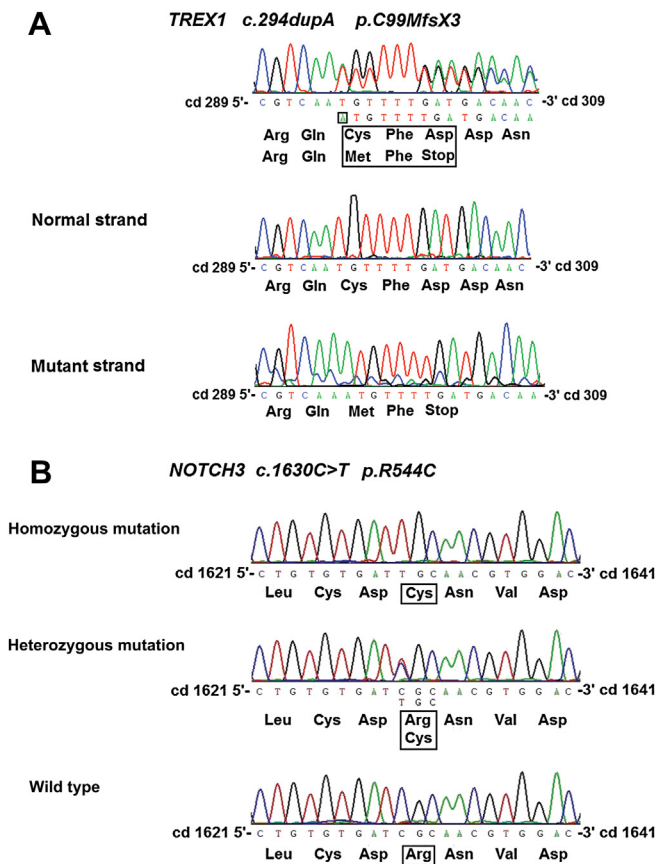 A
TREX1 c.294dupA p.C99MfsX3
cd 289 5'- C G T C A A T G T T T T G A T G A C A A C -3' cd 309
A T G T T T T G A T G A C A A
Arg Gln Cys Phe Asp Asp Asn
Arg Gln Met Phe Stop
Normal strand
cd 289 5'- C G T C A A T G T T T T G A T G A C A A C -3' cd 309
Arg Gln Cys Phe Asp Asp Asn
Mutant strand
cd 289 5'- C G T C A A A T G T T T T G A T G A C A A -3' cd 309
Arg Gln Met Phe Stop
B
NOTCH3 c.1630C>T p.R544C
Homozygous mutation
cd 1621 5'- C T G T G T G A T T G C A A C G T G G A C -3' cd 1641
Leu Cys Asp Cys Asn Val Asp
Heterozygous mutation
cd 1621 5'- C T G T G T G A T C G C A A C G T G G A C -3' cd 1641
T G C
Leu Cys Asp Arg Asn Val Asp
Cys
Wild type
cd 1621 5'- C T G T G T G A T C G C A A C G T G G A C -3' cd 1641
Leu Cys Asp Arg Asn Val Asp